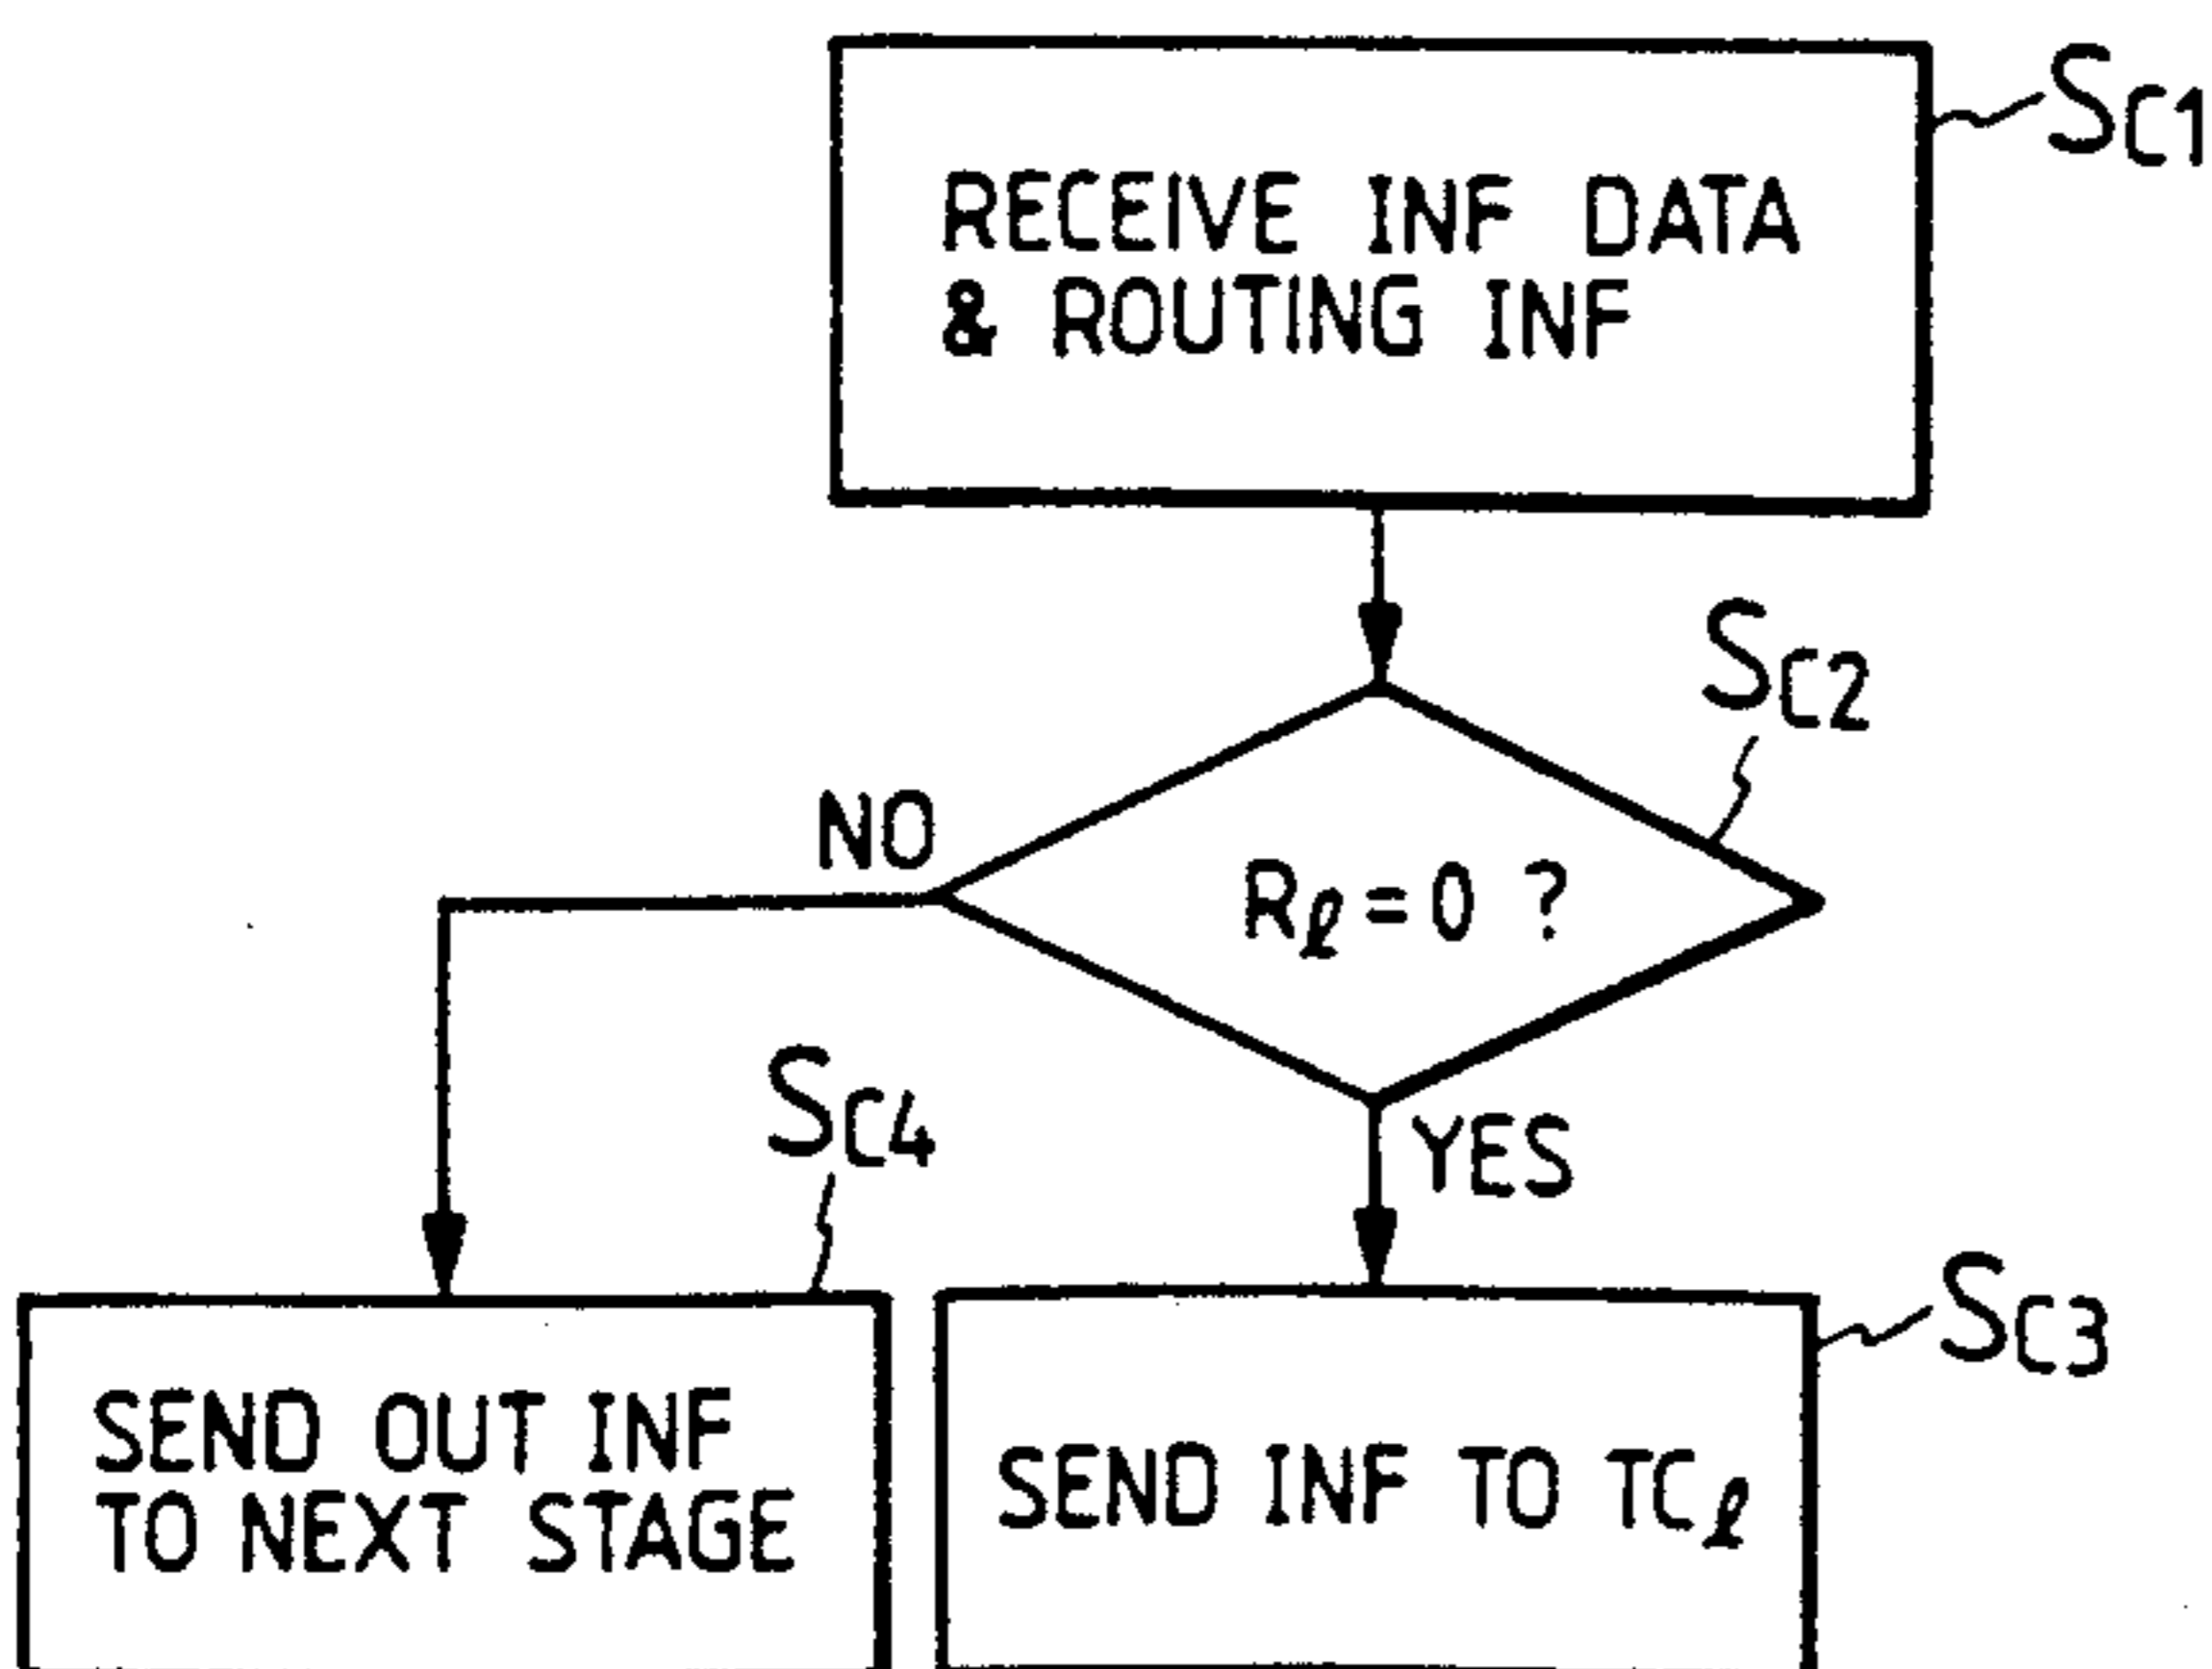 SC1
RECEIVE INF DATA
& ROUTING INF
SC2
NO
Rℓ=0 ?
SC4
YES
SC3
SEND OUT INF
TO NEXT STAGE
SEND INF TO TCℓ